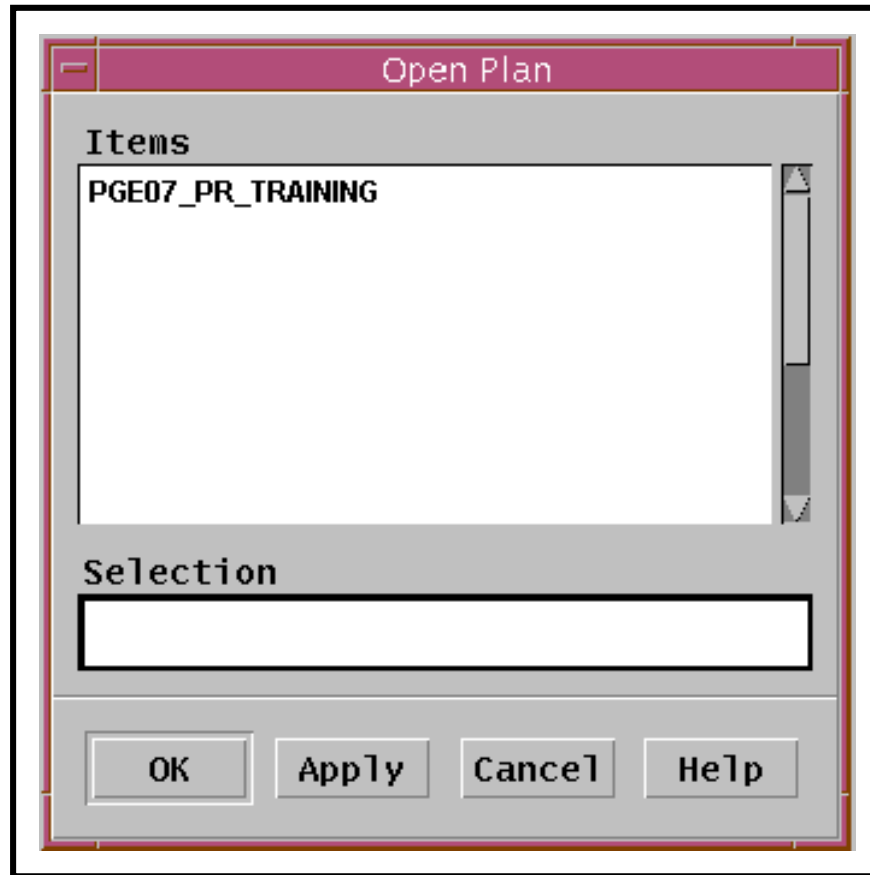 Open Plan
Items
PGE07_PR_TRAINING
Selection
OK Apply Cancel Help